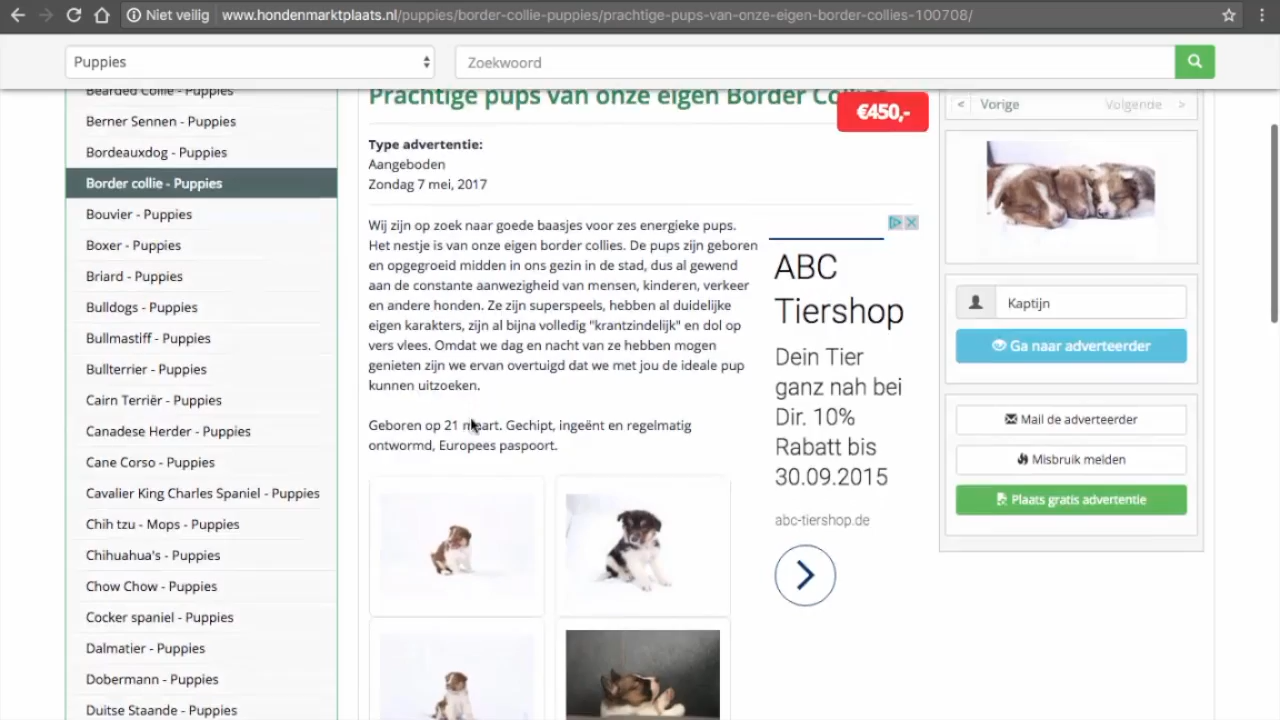 Niet veilig
www.hondenmarktplaats.nl/puppies/border-collie-puppies/prachtige-pups-van-onze-eigen-border-collies-100708/
Puppies
Zoekwoord
Bearded Collie - Puppies
Berner Sennen - Puppies
Bordeauxdog - Puppies
Border collie - Puppies
Bouvier - Puppies
Boxer - Puppies
Briard - Puppies
Bulldogs - Puppies
Bullmastiff - Puppies
Bullterrier - Puppies
Cairn Terriër - Puppies
Canadese Herder - Puppies
Cane Corso - Puppies
Cavalier King Charles Spaniel - Puppies
Chih tzu - Mops - Puppies
Chihuahua's - Puppies
Chow Chow - Puppies
Cocker spaniel - Puppies
Dalmatier - Puppies
Dobermann - Puppies
Duitse Staande - Puppies
Prachtige pups van onze eigen Border
€450,-
Type advertentie:
Aangeboden
Zondag 7 mei, 2017
Wij zijn op zoek naar goede baasjes voor zes energieke pups.
Het nestje is van onze eigen border collies. De pups zijn geboren
en opgegroeid midden in ons gezin in de stad, dus al gewend
aan de constante aanwezigheid van mensen, kinderen, verkeer
en andere honden. Ze zijn superspeels, hebben al duidelijke
eigen karakters, zijn al bijna volledig "krantzindelijk" en dol op
vers vlees. Omdat we dag en nacht van ze hebben mogen
genieten zijn we ervan overtuigd dat we met jou de ideale pup
kunnen uitzoeken.
Geboren op 21 maart. Gechipt, ingeënt en regelmatig
ontwormd, Europees paspoort.
ABC
Tiershop
Dein Tier
ganz nah bei
Dir. 10%
Rabatt bis
30.09.2015
abc-tiershop.de
< Vorige
Volgende >
Kaptijn
Ga naar adverteerder
Mail de adverteerder
Misbruik melden
Plaats gratis advertentie